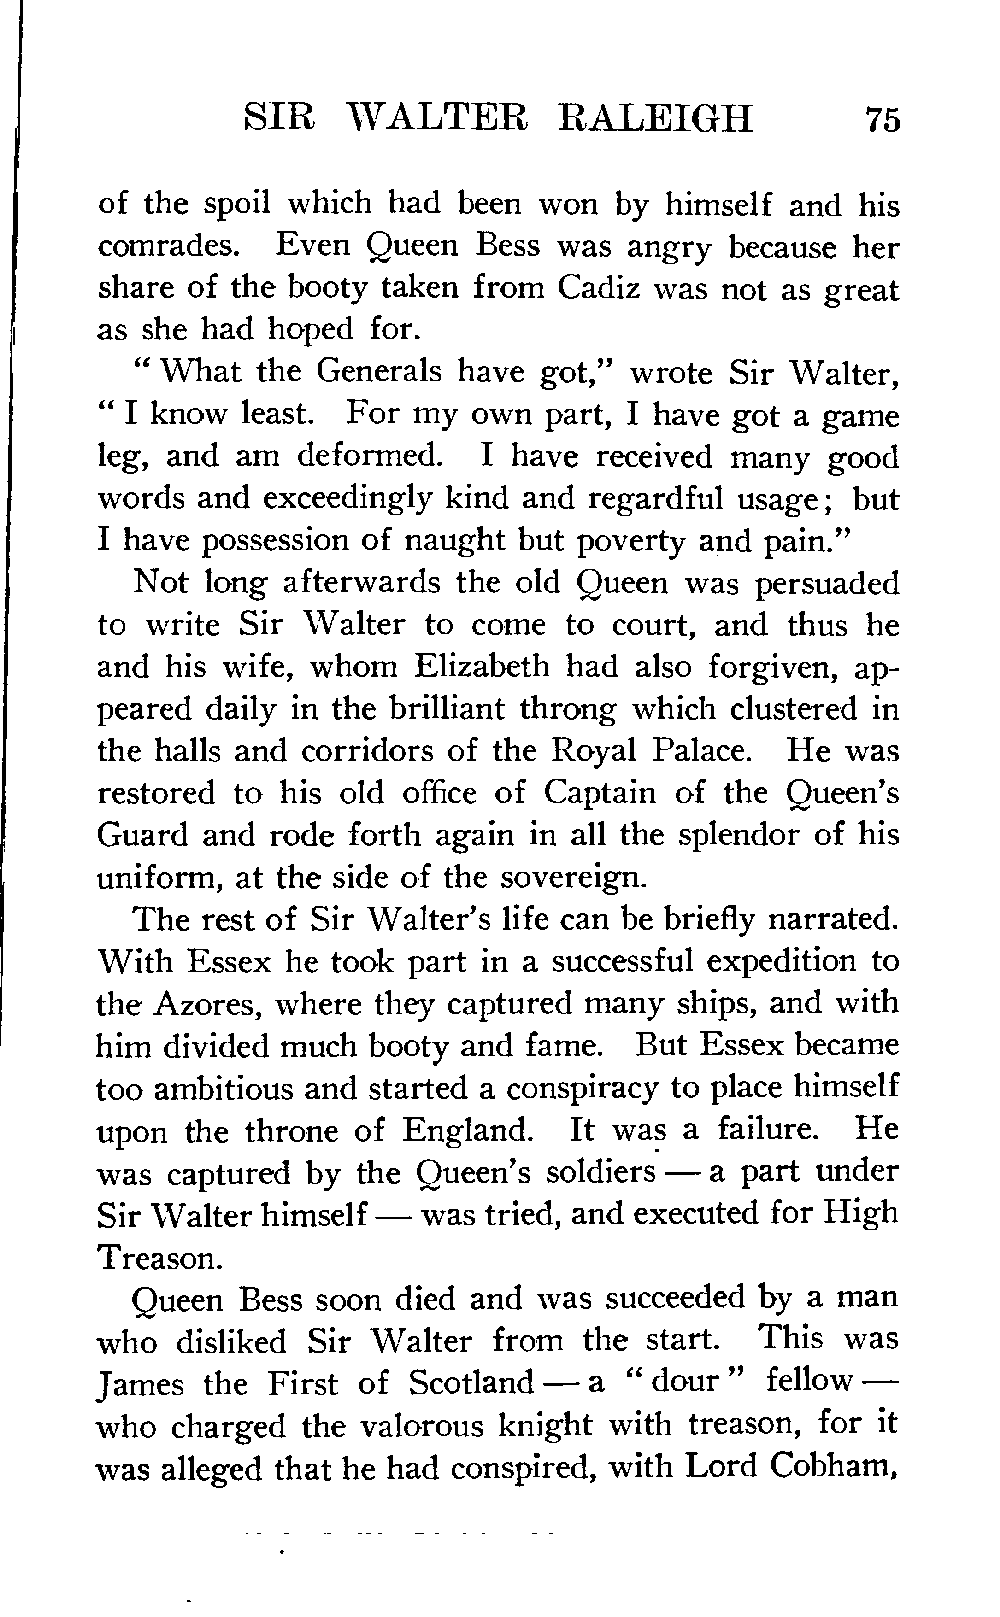 SIR WALTER RALEIGH 75
of the spoil which had been won by himself and his
comrades. Even Queen Bess was angry because her
share of the booty taken from Cadiz was not as great
as she had hoped for.
“ What the Generals have got,” wrote Sir Walter,
“ I know least. For my own part, I have got a game
leg, and am deformed. I have received many good
words and exceedingly kind and regardful usage; but
I have possession of naught but poverty and pain.”
Not long afterwards the old Queen was persuaded
to write Sir Walter to come to court, and thus he
and his wife, whom Elizabeth had also forgiven, ap-
peared daily in the brilliant throng which clustered in
the halls and corridors of the Royal Palace. He was
restored to his old office of Captain of the Queen’s
Guard and rode forth again in all the splendor of his
uniform, at the side of the sovereign.
The rest of Sir Walter’s life can be briefly narrated.
With Essex he took part in a successful expedition to
the Azores, where they captured many ships, and with
him divided much booty and fame. But Essex became
too ambitious and started a conspiracy to place himself
upon the throne of England. It was a failure. He
was captured by the Queen’s soldiers — a part under
Sir Walter himself — was tried, and executed for High
Treason.
Queen Bess soon died and was succeeded by a man
who disliked Sir Walter from the start. This was
James the First of Scotland — a “ dour ” fellow —
who charged the valorous knight with treason, for it
was alleged that he had conspired, with Lord Cobham,